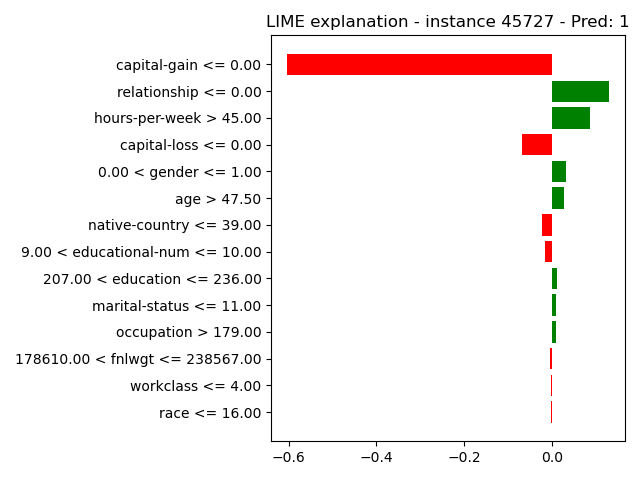 LIME explanation - instance 45727 - Pred: 1
capital-gain <= 0.00
relationship <= 0.00
hours-per-week > 45.00
capital-loss <= 0.00
0.00 < gender <= 1.00
age > 47.50
native-country <= 39.00
9.00 < educational-num <= 10.00
207.00 < education <= 236.00
marital-status <= 11.00
occupation > 179.00
178610.00 < fnlwgt <= 238567.00
workclass <= 4.00
race <= 16.00
−0.6 −0.4 −0.2 0.0